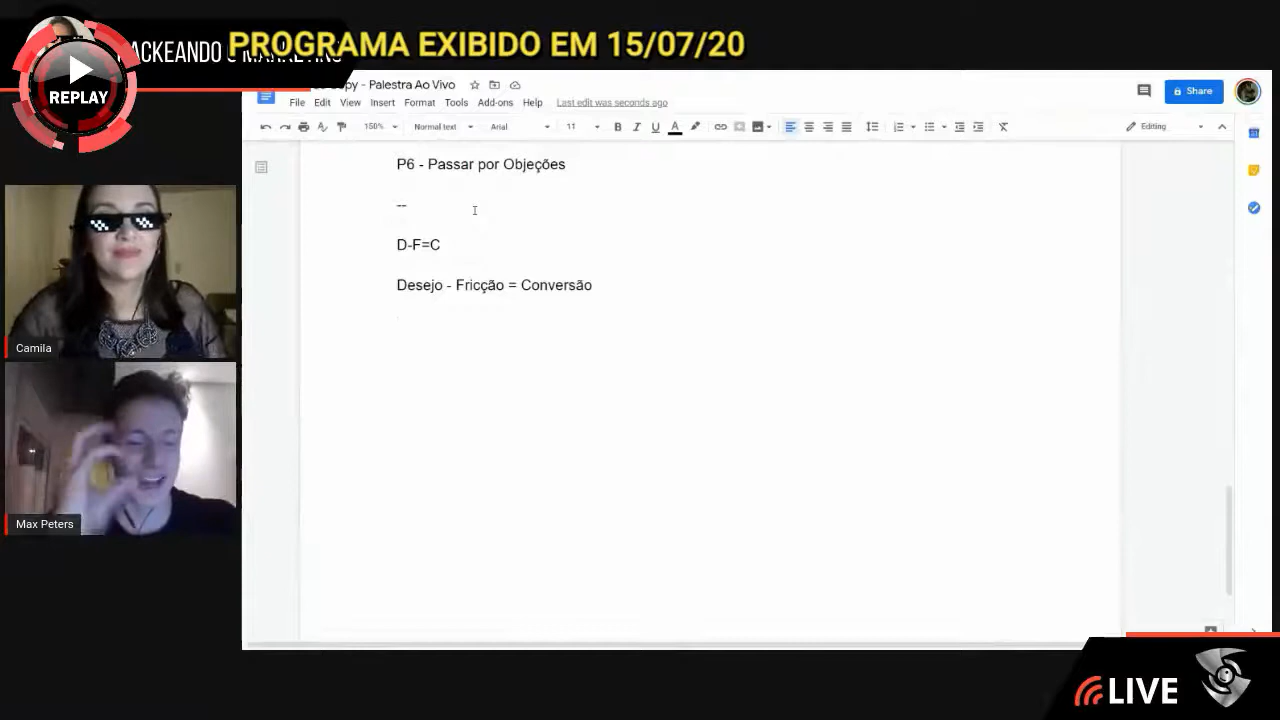 PROGRAMA EXIBIDO EM 15/07/20
REPLAY
Copy - Palestra Ao Vivo
File Edit View Insert Format Tools Add-ons Help Last edit was seconds ago
Share
150% Normal text Arial 11 B I U A Editing
P6 - Passar por Objeções
--
D-F=C
Desejo - Fricção = Conversão
Camila
Max Peters
LIVE